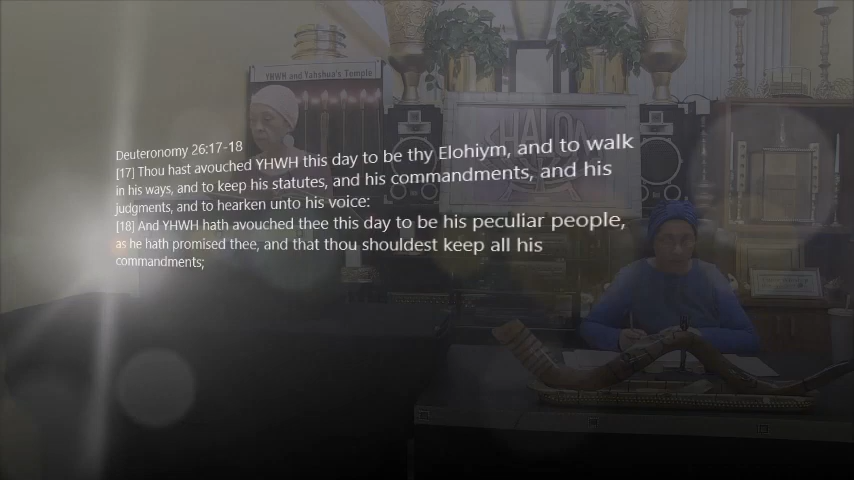 YHWH and Yahshua's Temple
Deuteronomy 26:17-18
[17] Thou hast avouched YHWH this day to be thy Elohiym, and to walk
in his ways, and to keep his statutes, and his commandments, and his
judgments, and to hearken unto his voice:
[18] And YHWH hath avouched thee this day to be his peculiar people,
as he hath promised thee, and that thou shouldest keep all his
commandments;